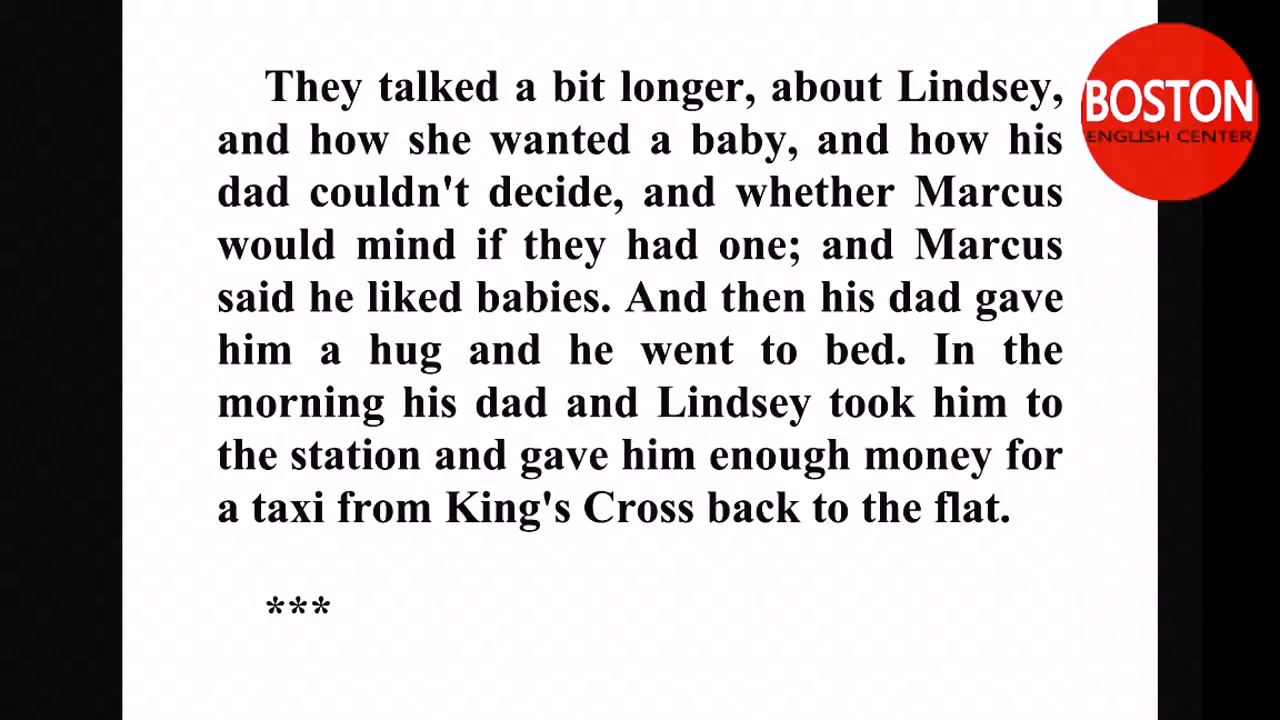 They talked a bit longer, about Lindsey,
and how she wanted a baby, and how his
dad couldn't decide, and whether Marcus
would mind if they had one; and Marcus
said he liked babies. And then his dad gave
him a hug and he went to bed. In the
morning his dad and Lindsey took him to
the station and gave him enough money for
a taxi from King's Cross back to the flat.
***
BOSTON
ENGLISH CENTER